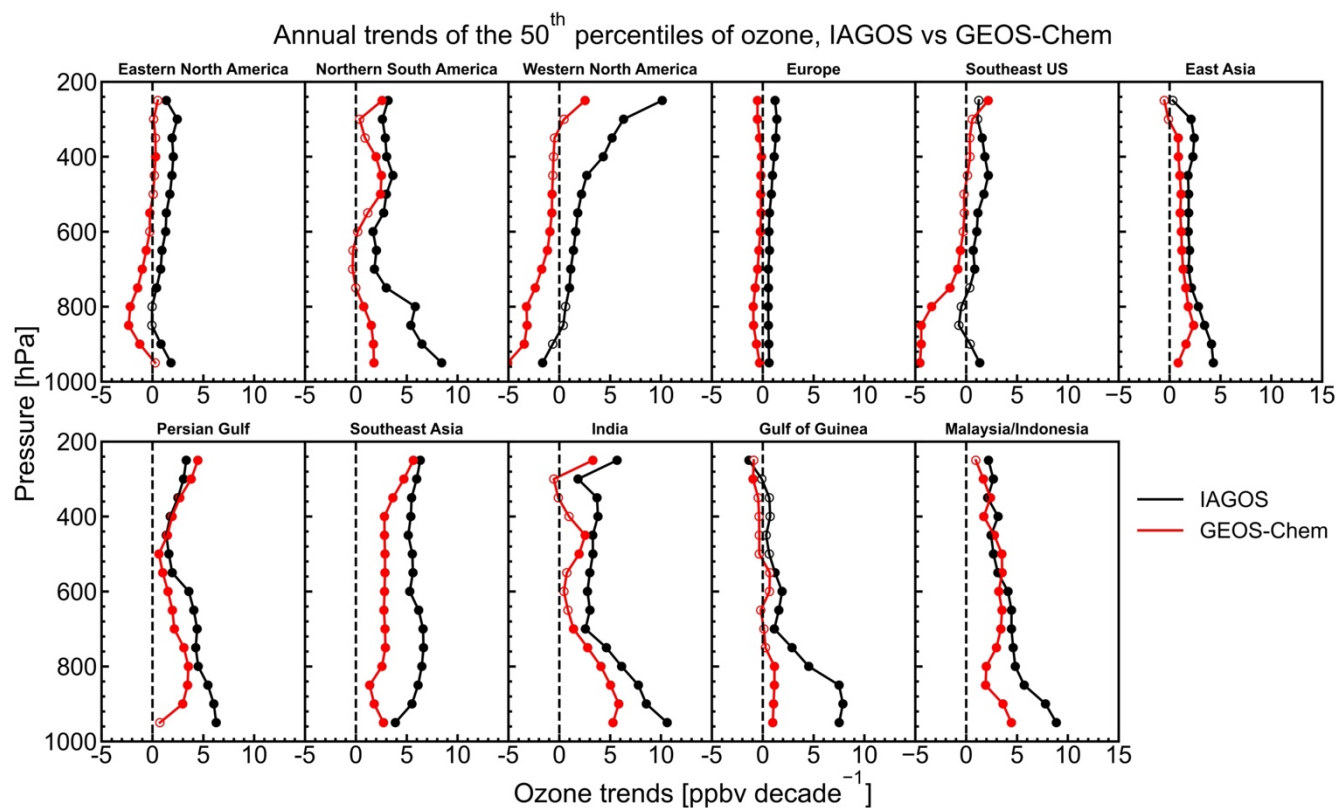 Annual trends of the 50th percentiles of ozone, IAGOS vs GEOS-Chem
Eastern North America Northern South America Western North America Europe Southeast US East Asia
200
400
600
800
1000
-5 0 5 10 -5 0 5 10 -5 0 5 10 -5 0 5 10 -5 0 5 10 -5 0 5 10 15
Pressure [hPa]
Persian Gulf Southeast Asia India Gulf of Guinea Malaysia/Indonesia
200
400
600
800
1000
-5 0 5 10 -5 0 5 10 -5 0 5 10 -5 0 5 10 −5 0 5 10 15
IAGOS
GEOS-Chem
Ozone trends [ppbv decade−1]